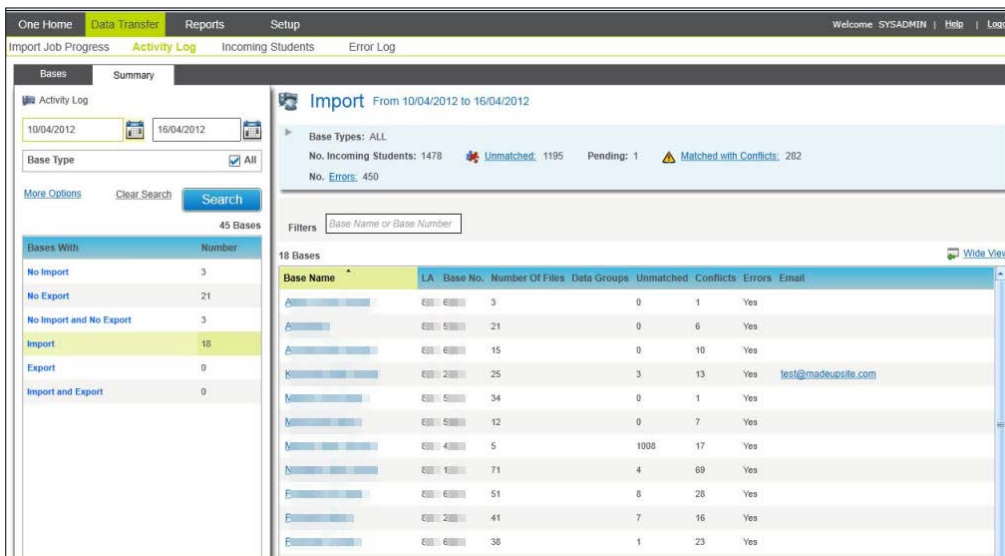 One Home Data Transfer Reports Setup Welcome SYSADMIN | Help |
Import Job Progress Activity Log Incoming Students Error Log
Bases Summary
Activity Log
10/04/2012 16/04/2012
Base Type All
More Options Clear Search Search
45 Bases
Bases With Number
No Import 3
No Export 21
No Import and No Export 3
Import 18
Export 0
Import and Export 0
Import From 10/04/2012 to 16/04/2012
Base Types: ALL
No. Incoming Students: 1478 Unmatched: 1195 Pending: 1 Matched with Conflicts: 282
No. Errors: 450
Filters Base Name or Base Number
18 Bases Wide View
Base Name LA Base No. Number Of Files Data Groups Unmatched Conflicts Errors Email
3 0 1 Yes
21 0 6 Yes
15 0 10 Yes
25 3 13 Yes test@madeupsite.com
34 0 1 Yes
12 0 7 Yes
5 1008 17 Yes
71 4 69 Yes
51 8 28 Yes
41 7 16 Yes
38 1 23 Yes